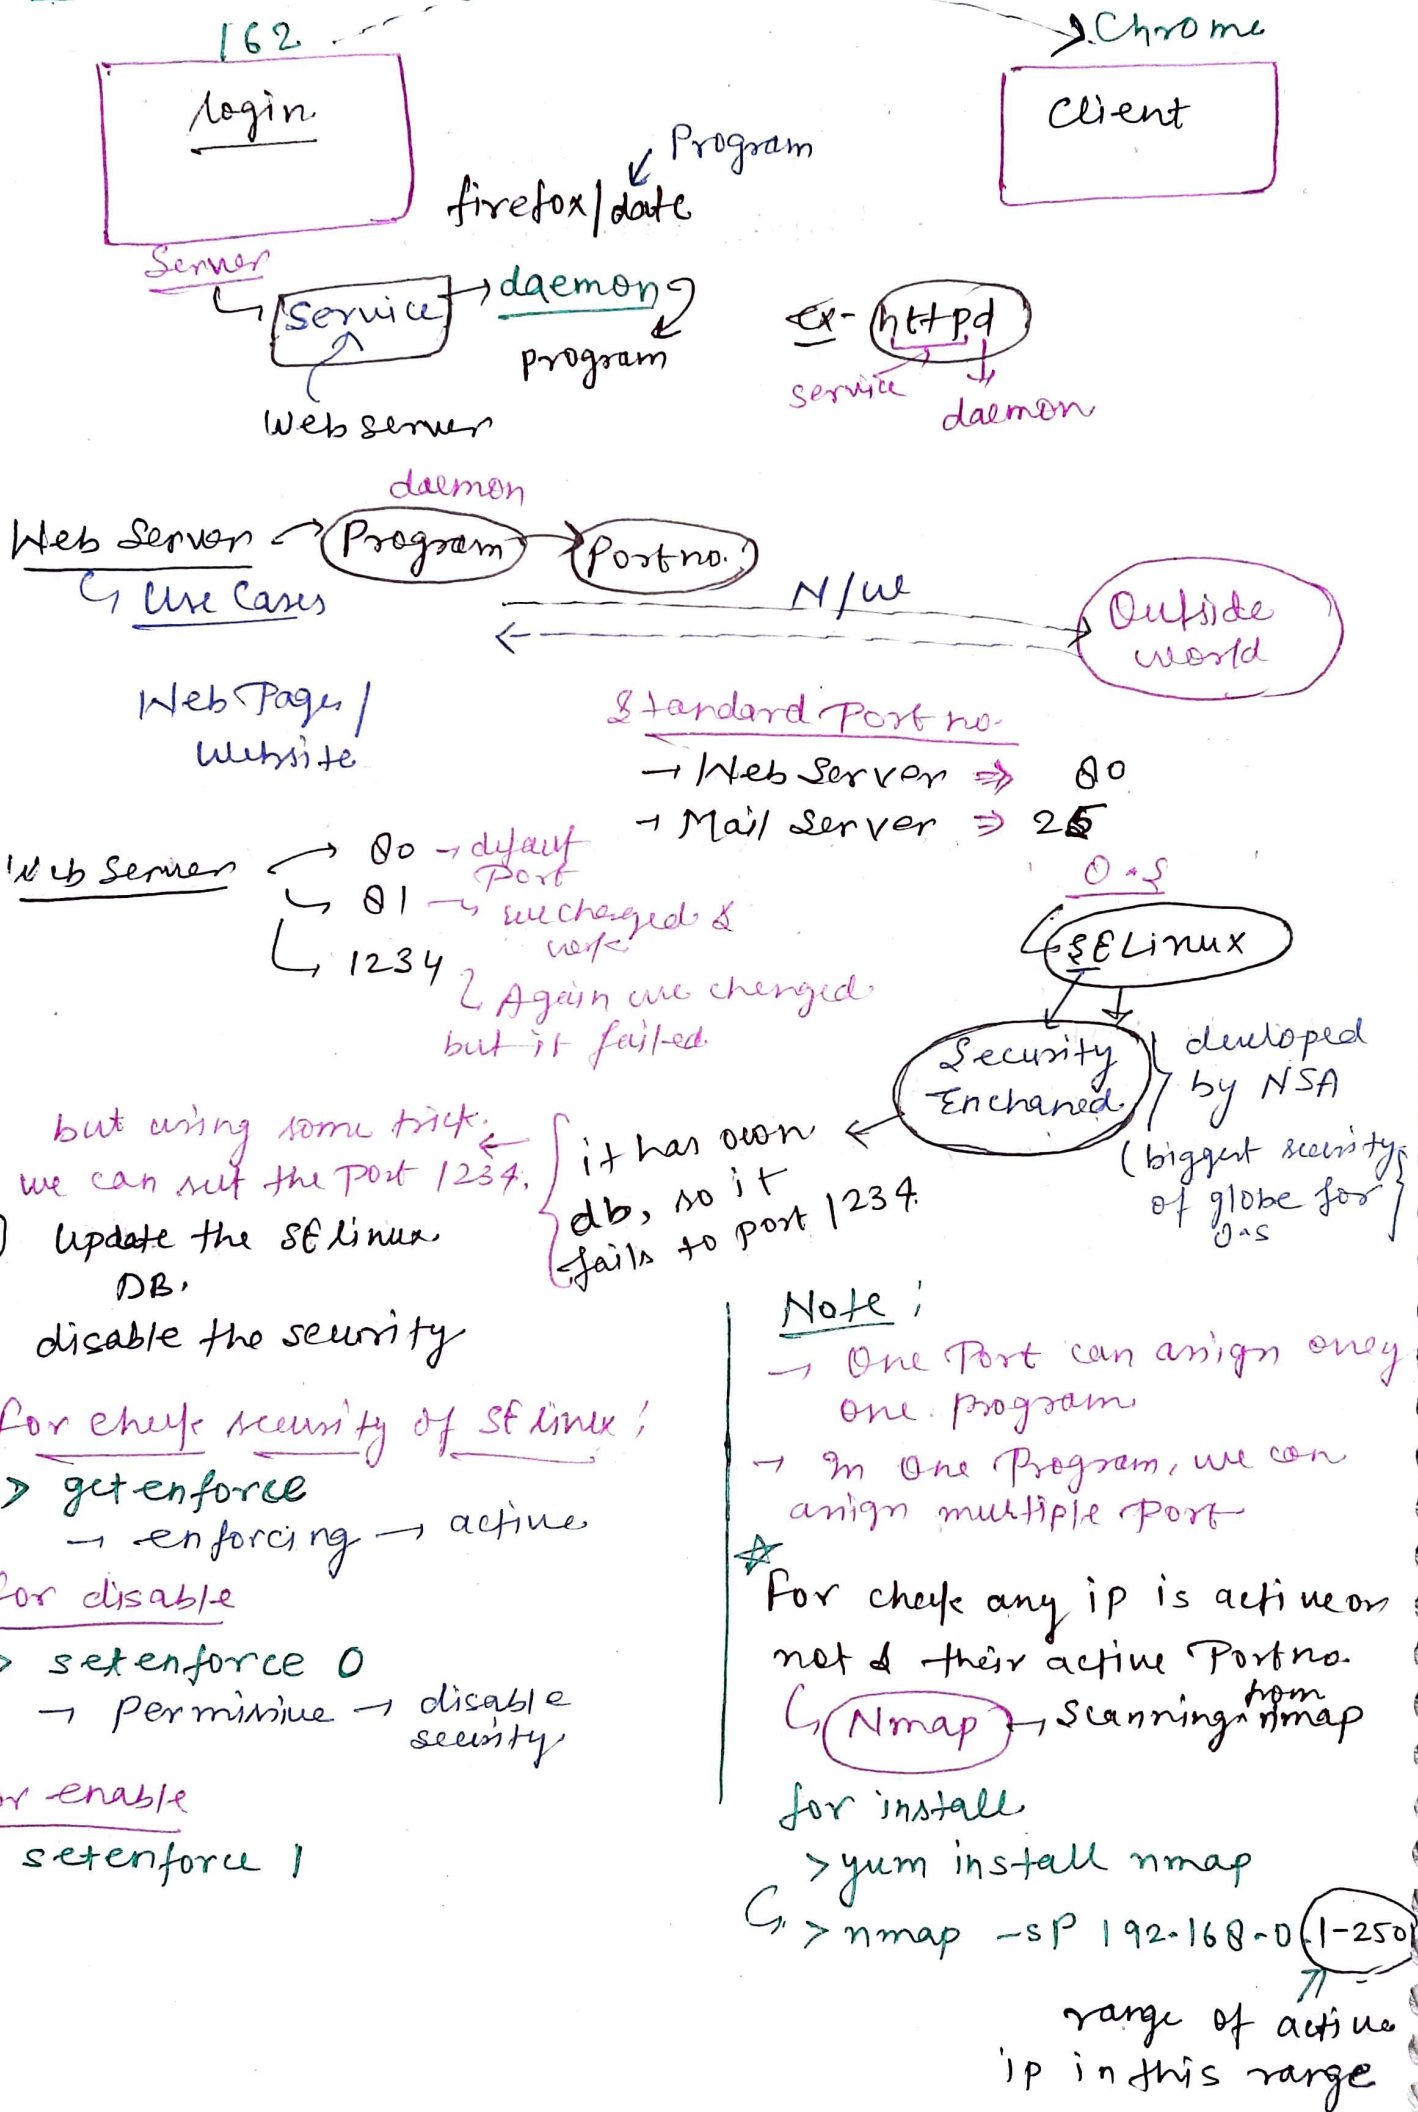 162
Chrome
login
Client
Program
firefox/date
Server
Service
daemon
program
ex- httpd
service
daemon
Web server
daemon
Web Server
Program
Port no.
Use Cases
N/W
Outside
world
Web Pages/
Website
Standard Port no.
→ Web Server ⇒ 80
→ Mail Server ⇒ 25
Web Server
80 → default
Port
81 → we changed &
work
1234
Again we changed
but it failed.
O.S
SELinux
Security
Enchaned
developed
by NSA
(biggest security
of globe for
O.S
it has own
db, so it
fails to port 1234.
but using some trick.
we can set the port 1234.
Update the SElinux
DB.
disable the security
for check security of SE linux :
> getenforce
→ enforcing → active
for disable
> setenforce 0
→ permissive → disable
security
or enable
setenforce 1
Note :
→ One Port can assign only
one program
→ In one Program, we can
assign multiple port
☆
For check any ip is active or
not & their active Port no.
Nmap → Scanning from nmap
for install
>yum install nmap
> nmap -sP 192.168.0.1-250
range of active
ip in this range